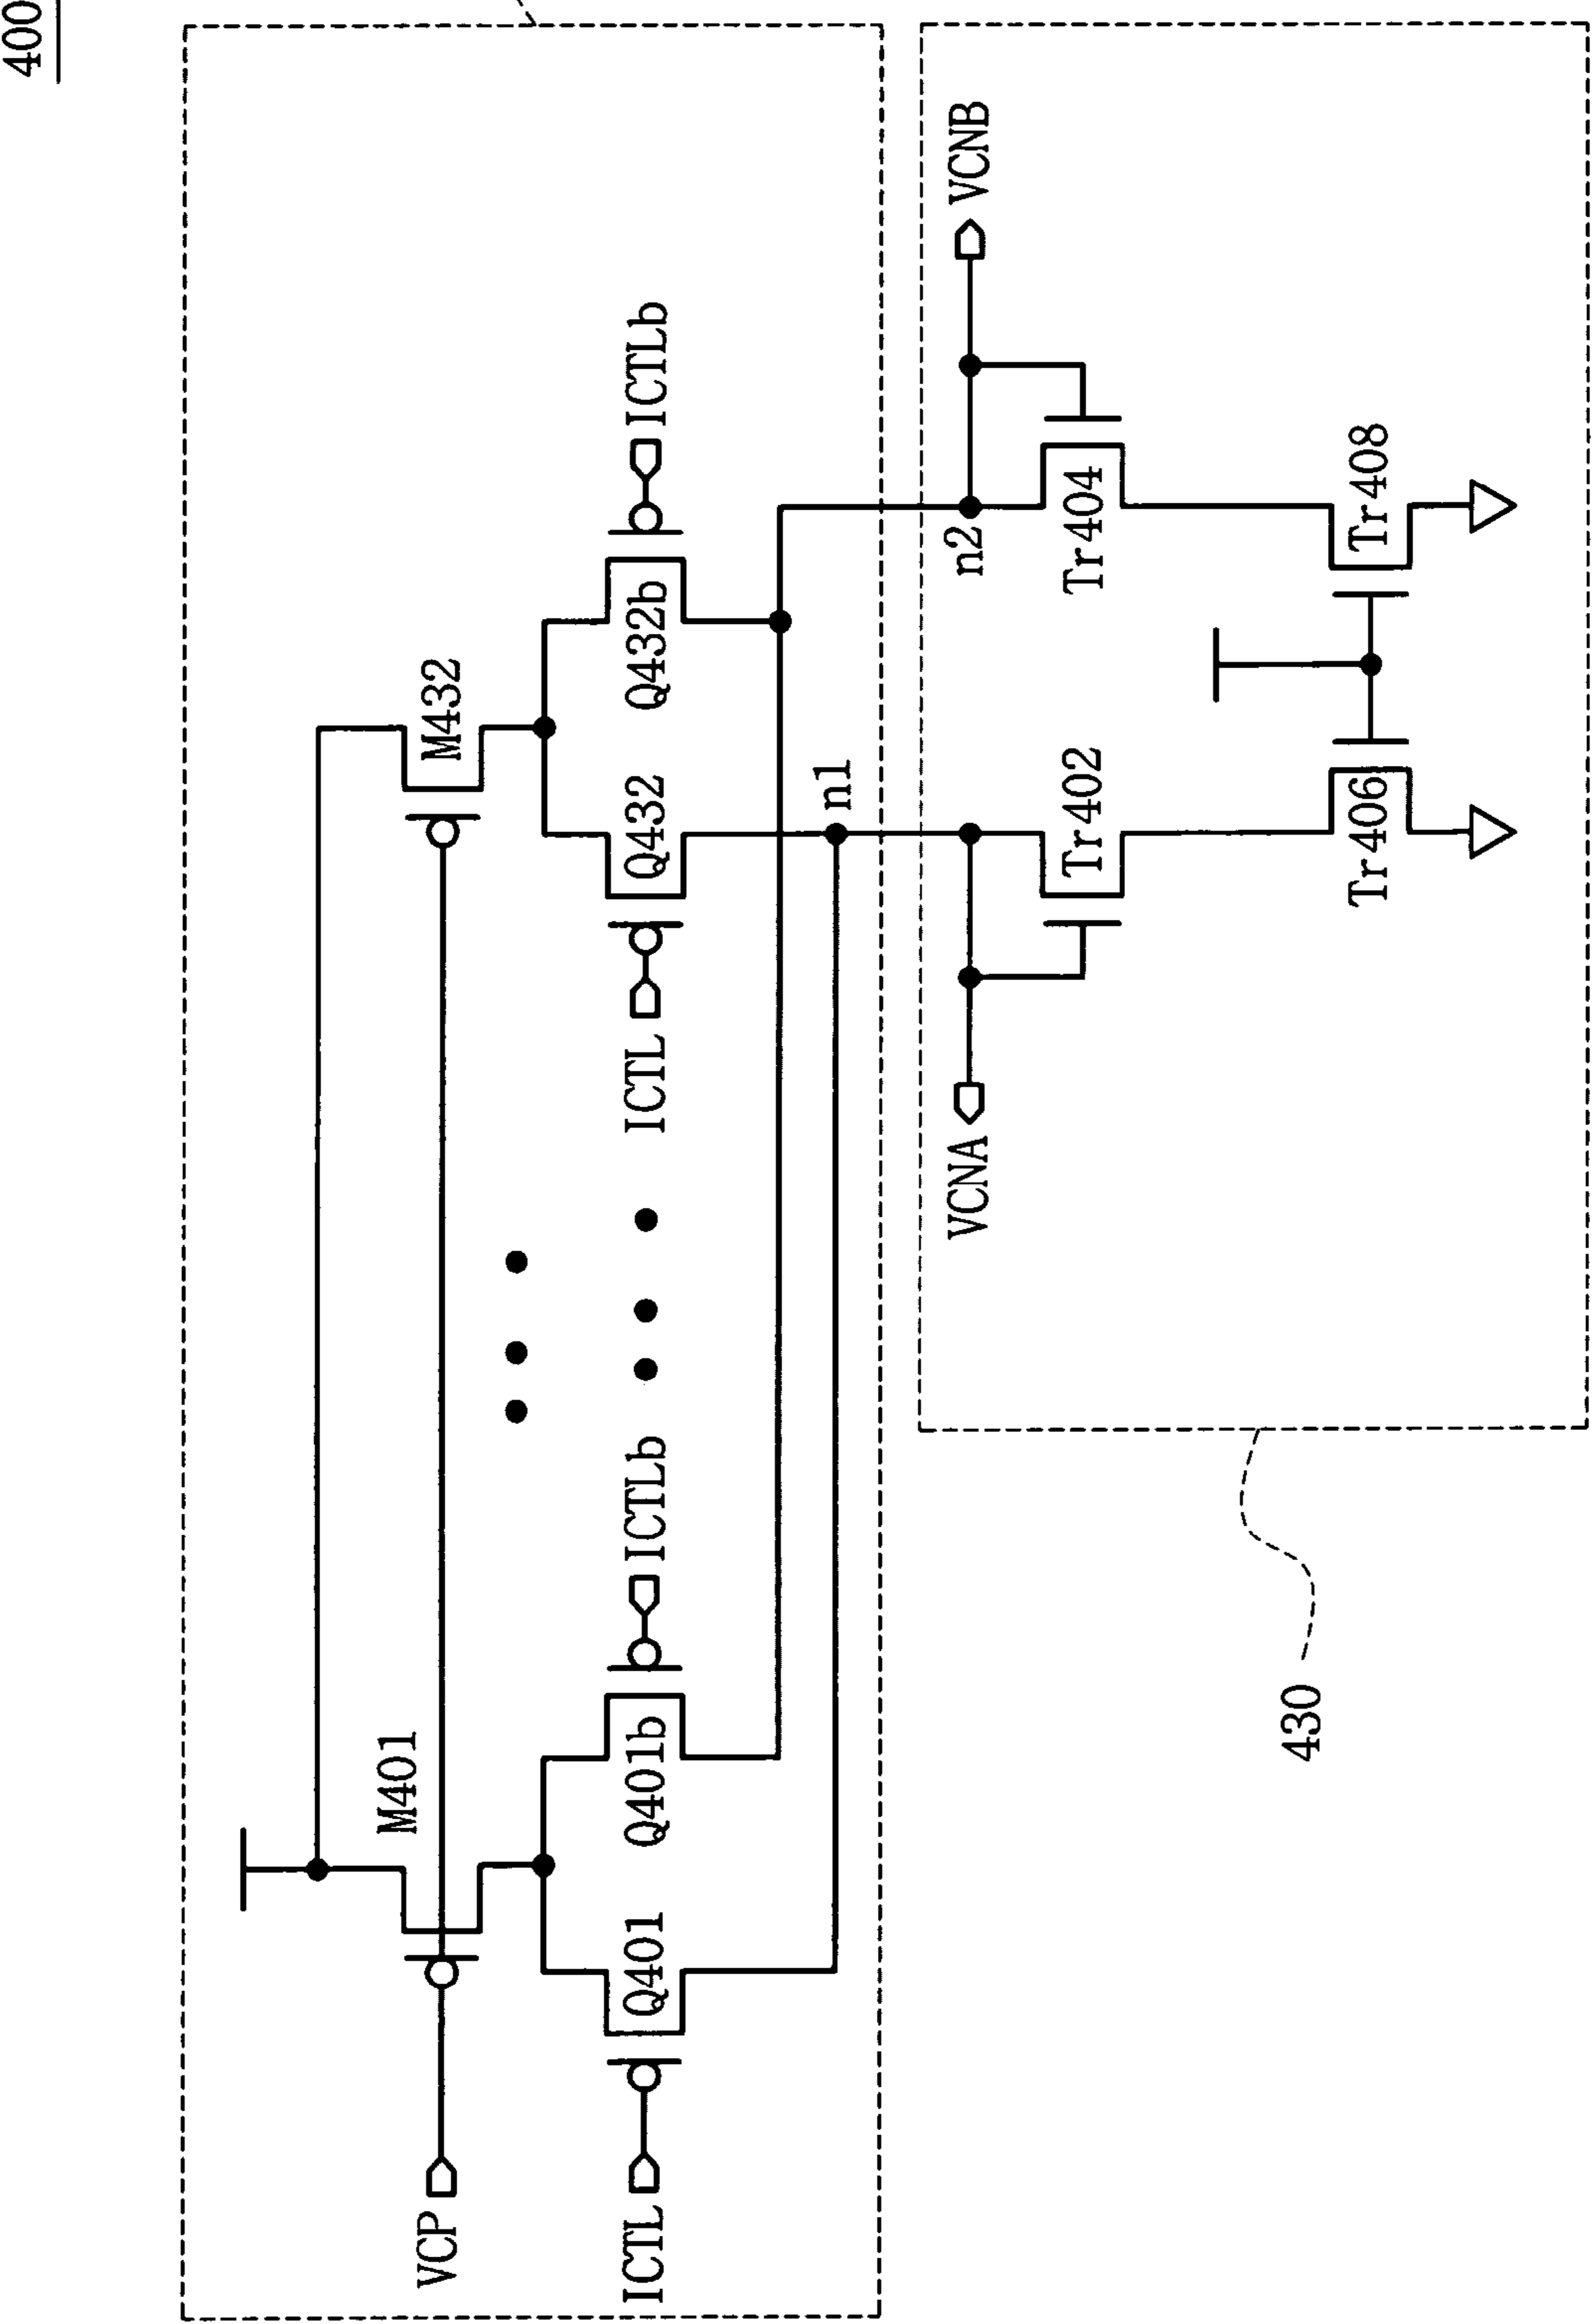 400
VCNB
ICTLb
n2
Tr404
Tr408
Q432b
M432
Q432
n1
Tr402
Tr406
ICTL
VCNA
ICTLb
430
M401
Q401b
Q401
VCP
ICTL